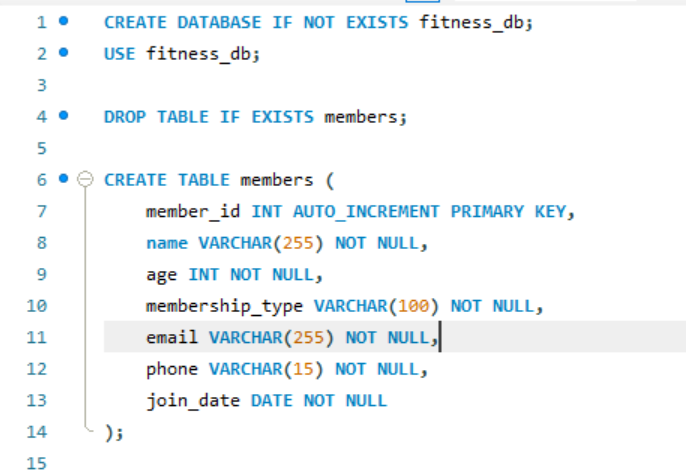 1 CREATE DATABASE IF NOT EXISTS fitness_db;
2 USE fitness_db;
3
4 DROP TABLE IF EXISTS members;
5
6 CREATE TABLE members (
7 member_id INT AUTO_INCREMENT PRIMARY KEY,
8 name VARCHAR(255) NOT NULL,
9 age INT NOT NULL,
10 membership_type VARCHAR(100) NOT NULL,
11 email VARCHAR(255) NOT NULL,
12 phone VARCHAR(15) NOT NULL,
13 join_date DATE NOT NULL
14 );
15